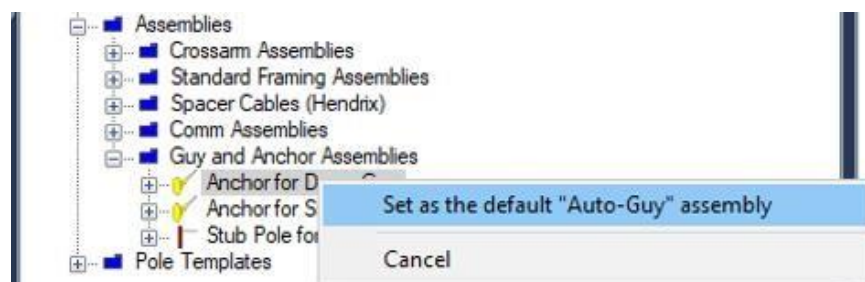 Assemblies
Crossarm Assemblies
Standard Framing Assemblies
Spacer Cables (Hendrix)
Comm Assemblies
Guy and Anchor Assemblies
Anchor for
Set as the default "Auto-Guy" assembly
Anchor for
Stub Pole for
Pole Templates
Cancel